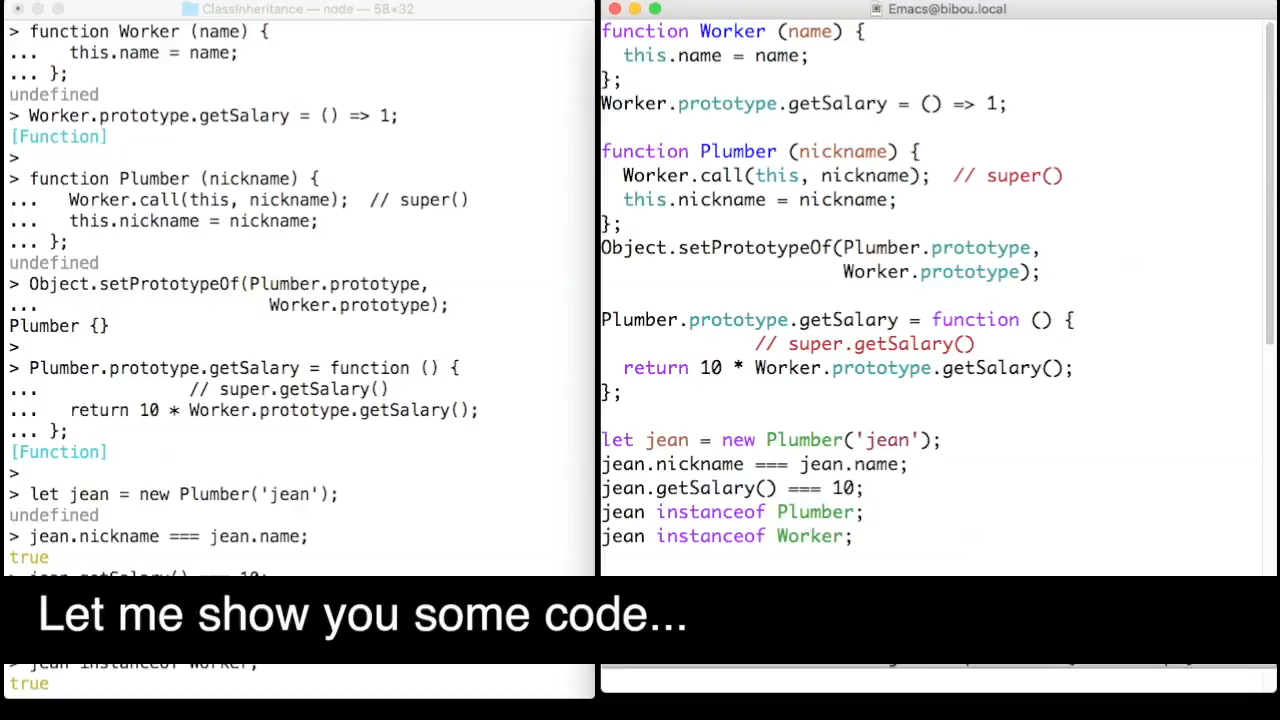 ClassInheritance — node — 58×32
> function Worker (name) {
...   this.name = name;
... };
undefined
> Worker.prototype.getSalary = () => 1;
[Function]
>
> function Plumber (nickname) {
...   Worker.call(this, nickname);  // super()
...   this.nickname = nickname;
... };
undefined
> Object.setPrototypeOf(Plumber.prototype,
...                       Worker.prototype);
Plumber {}
>
> Plumber.prototype.getSalary = function () {
...               // super.getSalary()
...   return 10 * Worker.prototype.getSalary();
... };
[Function]
>
> let jean = new Plumber('jean');
undefined
> jean.nickname === jean.name;
true
> jean.getSalary() === 10;
> jean instanceof Worker;
true
Emacs@bibou.local
function Worker (name) {
  this.name = name;
};
Worker.prototype.getSalary = () => 1;
function Plumber (nickname) {
  Worker.call(this, nickname);  // super()
  this.nickname = nickname;
};
Object.setPrototypeOf(Plumber.prototype,
                      Worker.prototype);
Plumber.prototype.getSalary = function () {
              // super.getSalary()
  return 10 * Worker.prototype.getSalary();
};
let jean = new Plumber('jean');
jean.nickname === jean.name;
jean.getSalary() === 10;
jean instanceof Plumber;
jean instanceof Worker;
Let me show you some code...